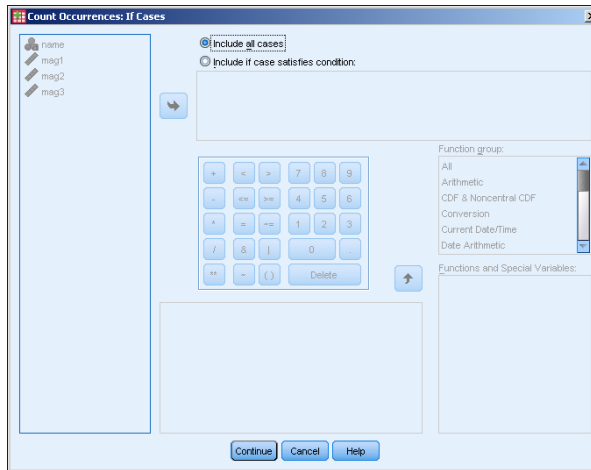 Count Occurrences: If Cases
name
mag1
mag2
mag3
Include all cases
Include if case satisfies condition:
+ < > 7 8 9
- <= >= 4 5 6
* = ~= 1 2 3
/ & | 0 .
** ~ ( ) Delete
Function group:
All
Arithmetic
CDF & Noncentral CDF
Conversion
Current Date/Time
Date Arithmetic
Functions and Special Variables:
Continue Cancel Help